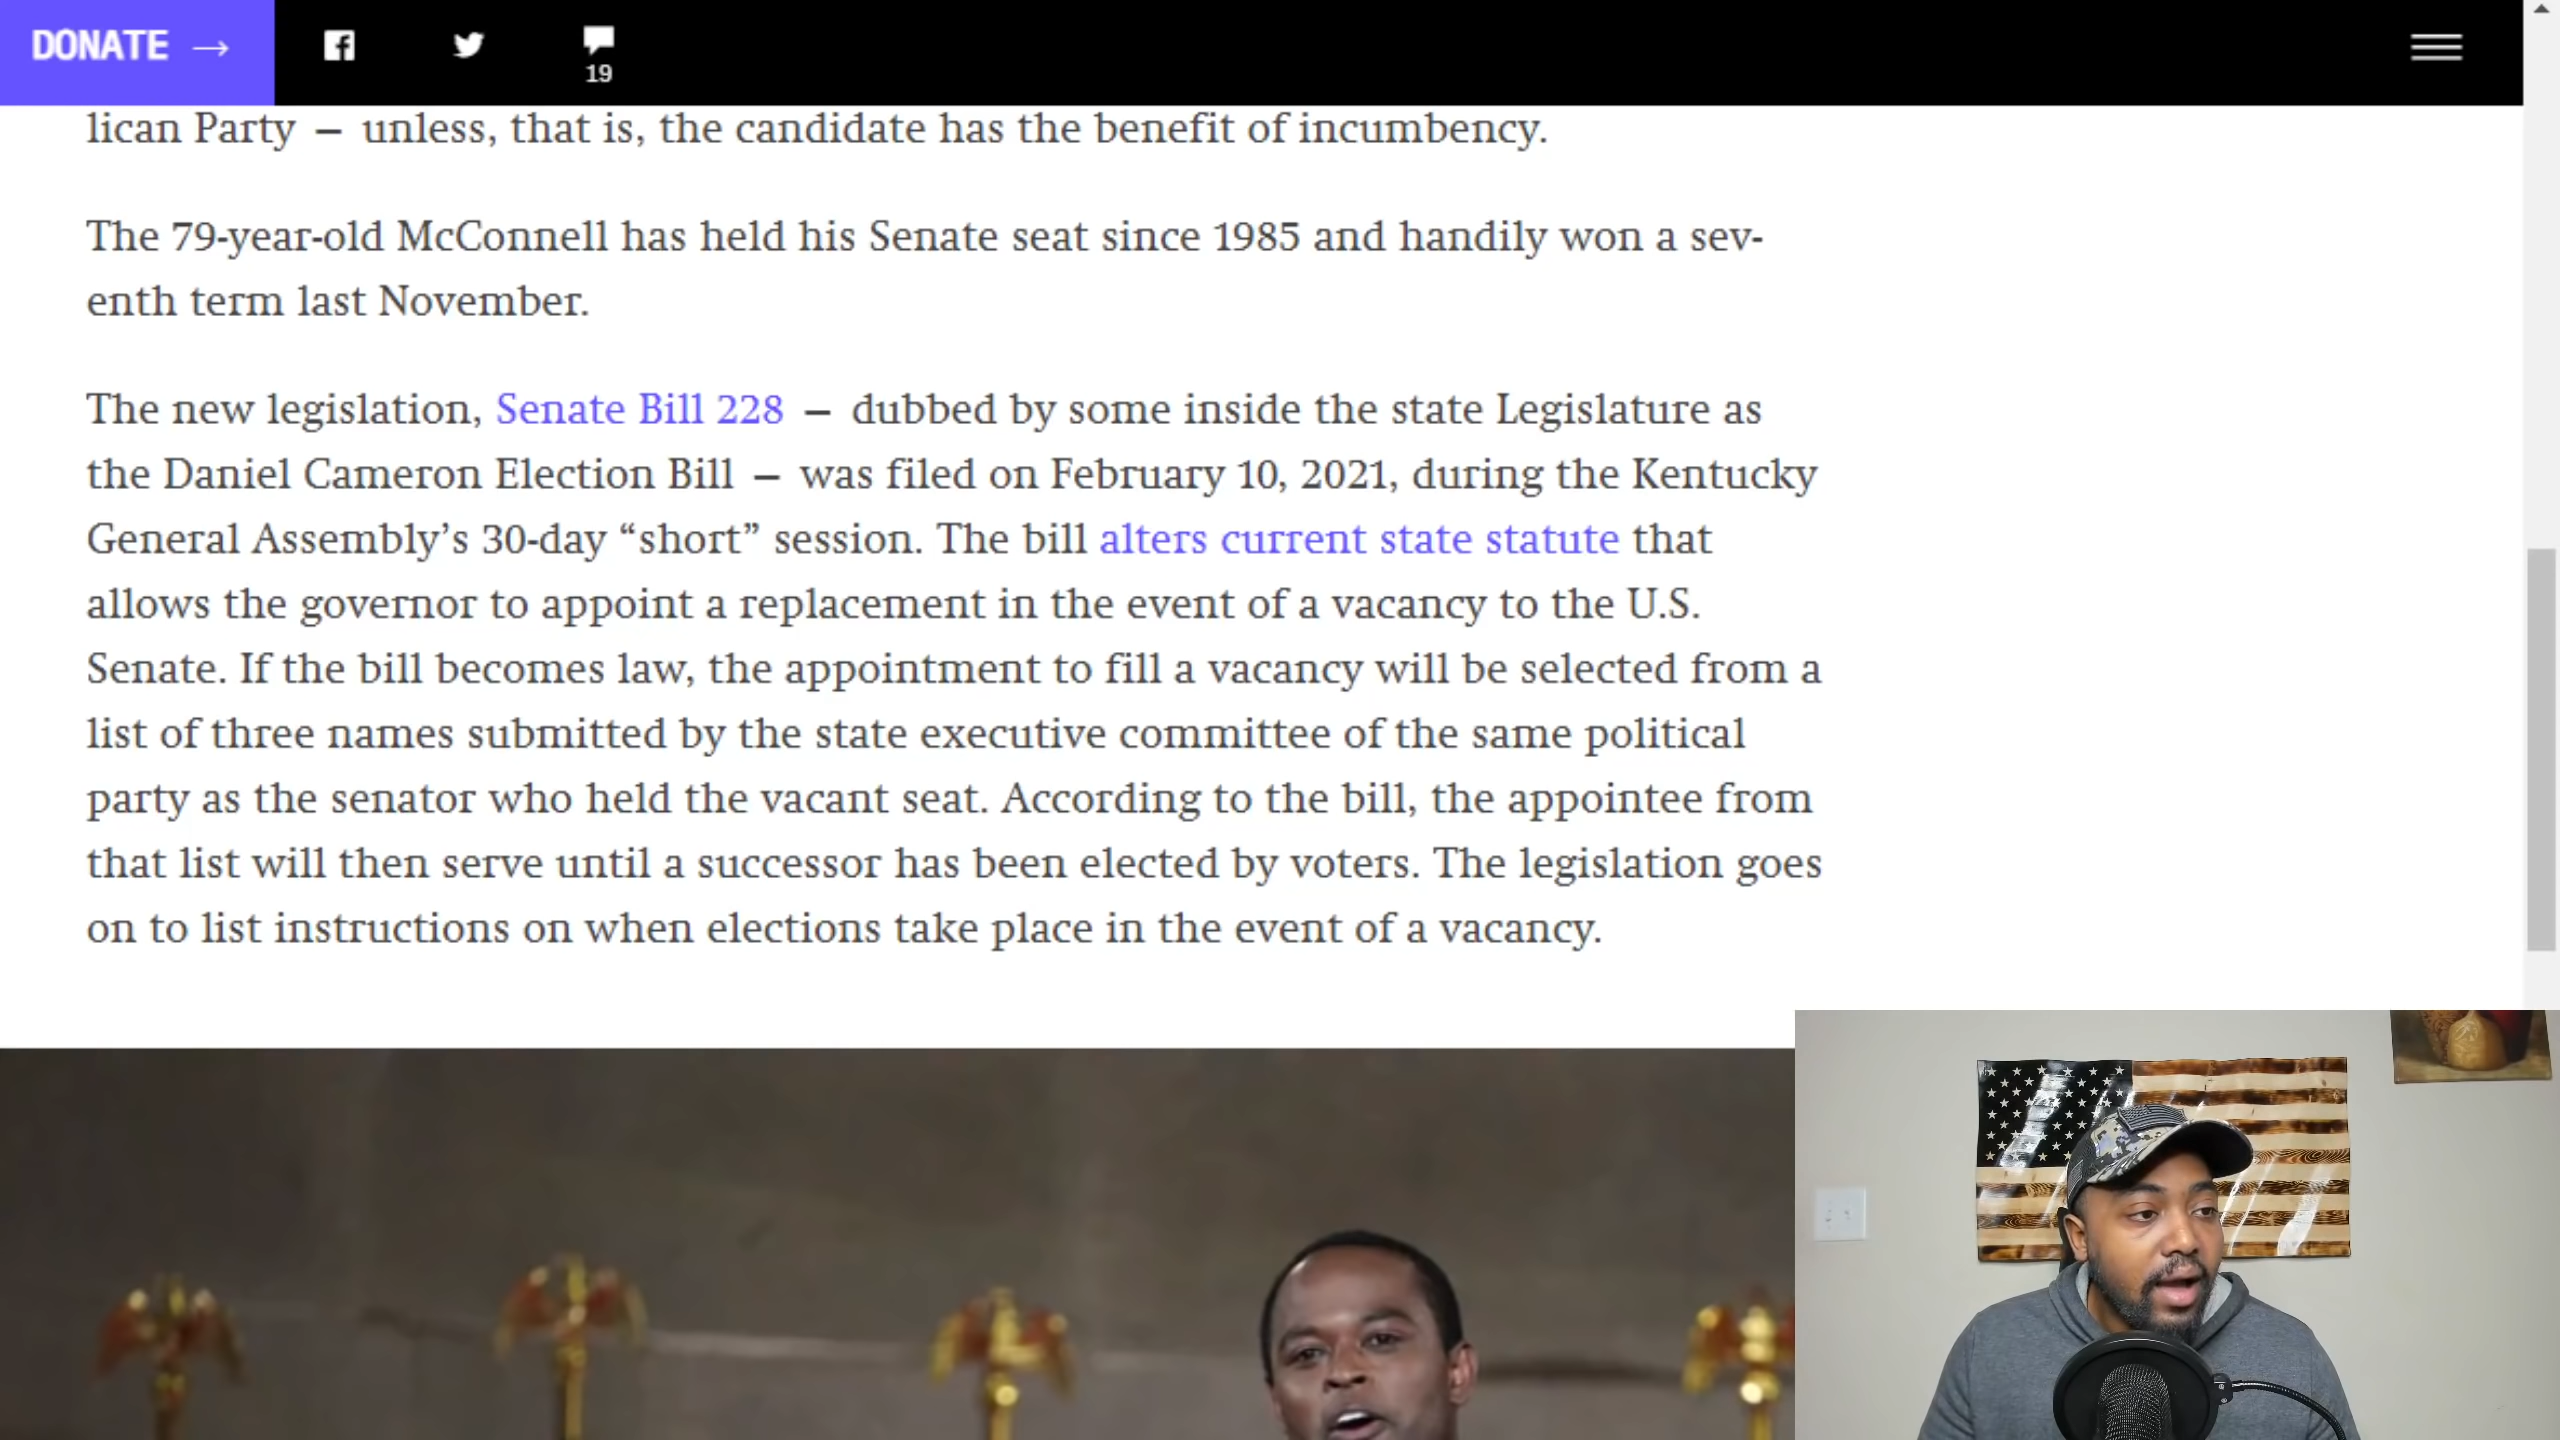 DONATE →
19
lican Party — unless, that is, the candidate has the benefit of incumbency.
The 79-year-old McConnell has held his Senate seat since 1985 and handily won a sev-
enth term last November.
The new legislation, Senate Bill 228 — dubbed by some inside the state Legislature as
the Daniel Cameron Election Bill — was filed on February 10, 2021, during the Kentucky
General Assembly’s 30-day “short” session. The bill alters current state statute that
allows the governor to appoint a replacement in the event of a vacancy to the U.S.
Senate. If the bill becomes law, the appointment to fill a vacancy will be selected from a
list of three names submitted by the state executive committee of the same political
party as the senator who held the vacant seat. According to the bill, the appointee from
that list will then serve until a successor has been elected by voters. The legislation goes
on to list instructions on when elections take place in the event of a vacancy.